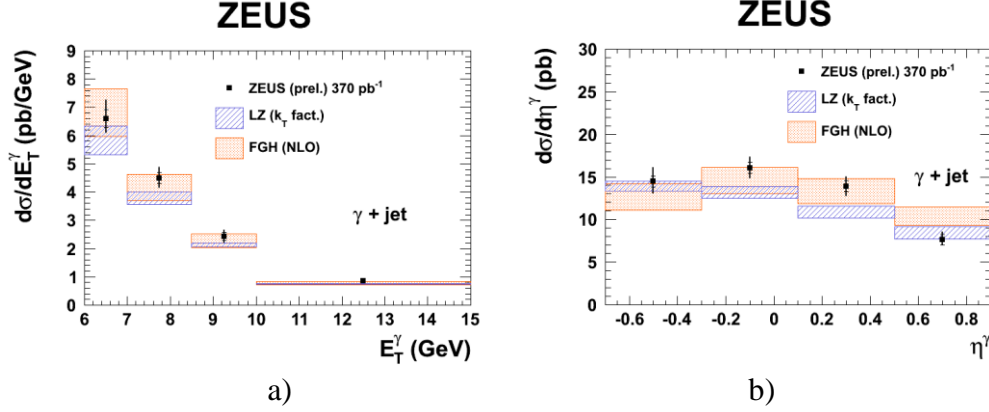 ZEUS
dσ/dE_T^γ (pb/GeV)
9
8
7
6
5
4
3
2
1
0
ZEUS (prel.) 370 pb⁻¹
LZ (k_T fact.)
FGH (NLO)
γ + jet
6 7 8 9 10 11 12 13 14 15
E_T^γ (GeV)
a)
ZEUS
dσ/dη^γ (pb)
30
25
20
15
10
5
0
ZEUS (prel.) 370 pb⁻¹
LZ (k_T fact.)
FGH (NLO)
γ + jet
-0.6 -0.4 -0.2 0 0.2 0.4 0.6 0.8
η^γ
b)